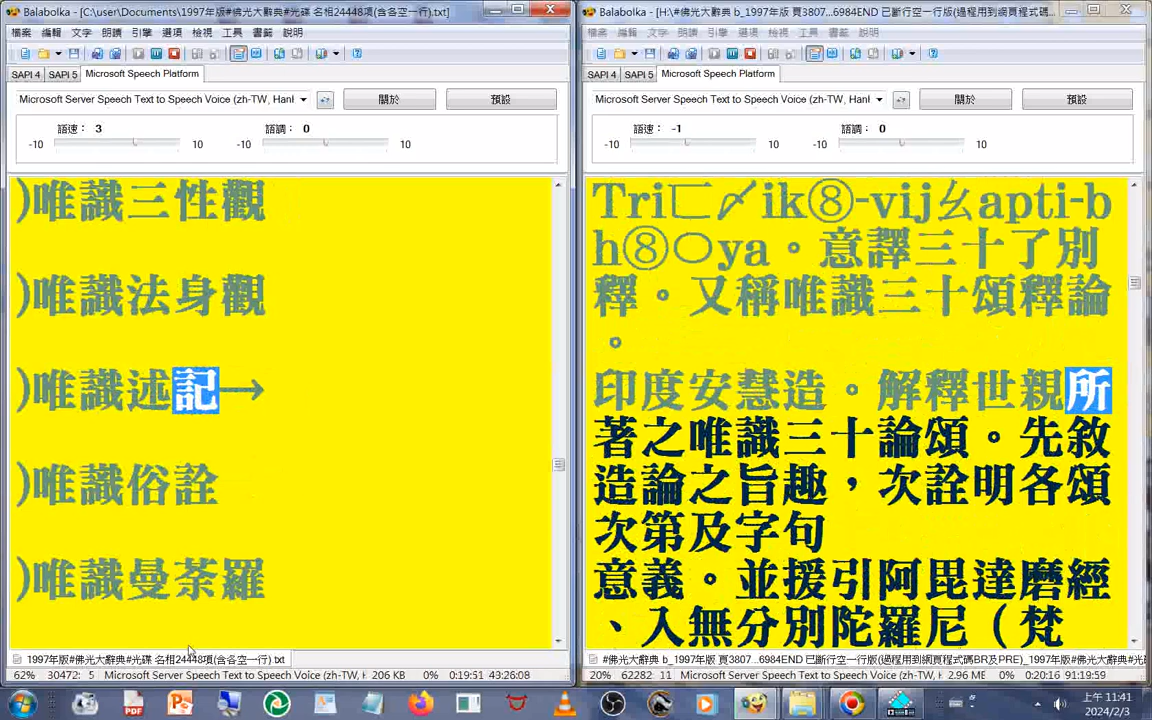 Balabolka - [C:\user\Documents\1997年版#佛光大辭典#光碟 名相24448項(含各空一行).txt]
檔案 編輯 文字 朗讀 引擎 選項 檢視 工具 書籤 說明
SAPI 4 SAPI 5 Microsoft Speech Platform
Microsoft Server Speech Text to Speech Voice (zh-TW, Hanl 關於 預設
語速： 3 語調： 0
-10 10 -10 10
)唯識三性觀
)唯識法身觀
)唯識述記→
)唯識俗詮
)唯識曼荼羅
1997年版#佛光大辭典#光碟 名相24448項(含各空一行).txt
62% 30472: 5 Microsoft Server Speech Text to Speech Voice (zh-TW, H 206 KB 0% 0:19:51 43:26:08
Balabolka - [H:\#佛光大辭典 b_1997年版 頁3807...6984END 已斷行空一行版(過程用到網頁程式碼...
檔案 編輯 文字 朗讀 引擎 選項 檢視 工具 書籤 說明
SAPI 4 SAPI 5 Microsoft Speech Platform
Microsoft Server Speech Text to Speech Voice (zh-TW, Hanl 關於 預設
語速： -1 語調： 0
-10 10 -10 10
Tri匚〆ik⑧-vij幺apti-b
h⑧○ya。意譯三十了別
釋。又稱唯識三十頌釋論
。
印度安慧造。解釋世親所
著之唯識三十論頌。先敘
造論之旨趣，次詮明各頌
次第及字句
意義。並援引阿毘達磨經
、入無分別陀羅尼（梵
#佛光大辭典 b_1997年版 頁3807...6984END 已斷行空一行版(過程用到網頁程式碼BR及PRE)_1997年版#佛光
20% 62282: 11 Microsoft Server Speech Text to Speech Voice (zh-TW, H 2.96 ME 0% 0:20:16 91:19:59
上午 11:41
2024/2/3